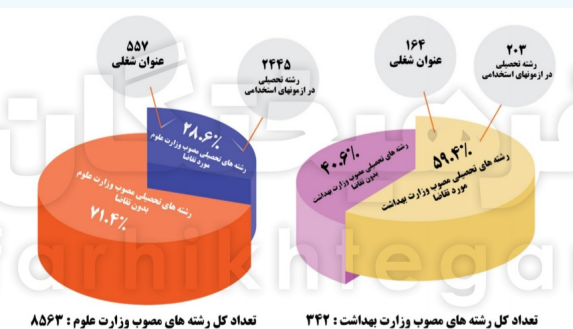 ۱۶۴
عنوان شغلی
۲۰۳
رشته تحصیلی
در ازمونهای استخدامی
۴۰.۶٪
رشته های تحصیلی مصوب وزارت بهداشت
بدون تقاضا
۵۹.۴٪
رشته های تحصیلی مصوب وزارت بهداشت
مورد تقاضا
تعداد کل رشته های مصوب وزارت بهداشت : ۳۴۲
۵۵۷
عنوان شغلی
۲۴۴۵
رشته تحصیلی
در ازمونهای استخدامی
۲۸.۶٪
رشته های تحصیلی مصوب وزارت علوم
مورد تقاضا
رشته های تحصیلی مصوب وزارت علوم
بدون تقاضا
۷۱.۴٪
تعداد کل رشته های مصوب وزارت علوم : ۸۵۶۳
فرهیختگان
farhikhtegan